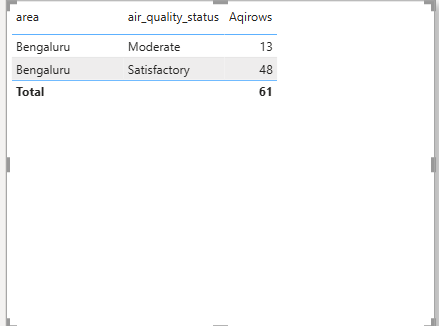 area air_quality_status Aqirows
Bengaluru Moderate 13
Bengaluru Satisfactory 48
Total 61